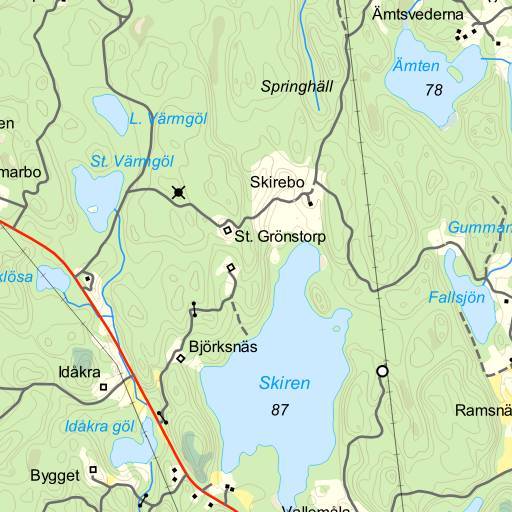 Ämtsvederna
Ämten
78
Springhäll
L. Värmgöl
St. Värmgöl
Skirebo
St. Grönstorp
Fallsjön
Björksnäs
Skiren
87
Idåkra
Idåkra göl
Bygget